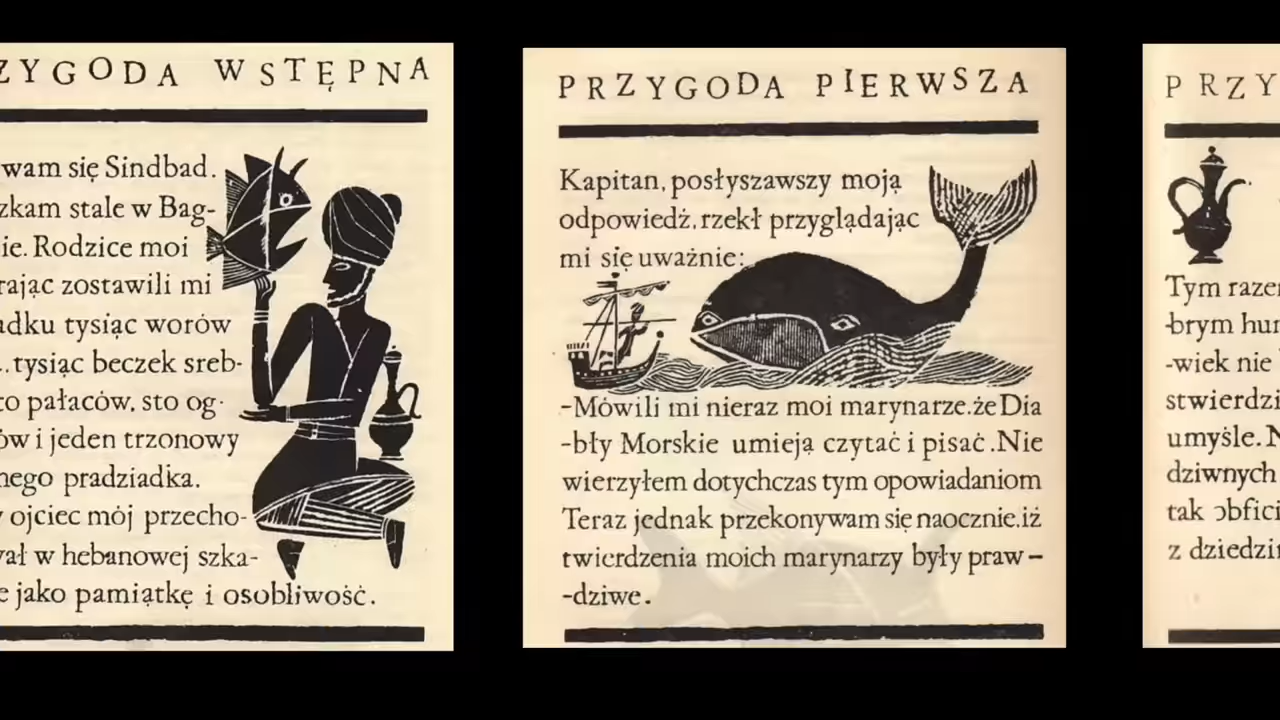 ZYGODA WSTĘPNA
wam się Sindbad.
zkam stale w Bag-
ie. Rodzice moi
rając zostawili mi
adku tysiąc worów
.tysiąc beczek sreb-
to pałaców, sto og-
ów i jeden trzonowy
nego pradziadka.
ojciec mój przecho-
wał w hebanowej szka-
e jako pamiątkę i osobliwość.
PRZYGODA PIERWSZA
Kapitan, posłyszawszy moją
odpowiedź, rzekł przyglądając
mi się uważnie:
-Mówili mi nieraz moi marynarze, że Dia
-bły Morskie umieją czytać i pisać. Nie
wierzyłem dotychczas tym opowiadaniom
Teraz jednak przekonywam się naocznie, iż
twierdzenia moich marynarzy były praw-
-dziwe.
PRZY
Tym razem
-brym hu
-wiek nie
stwierdzi
umyśle. N
dziwnych
tak obfici
z dziedzi